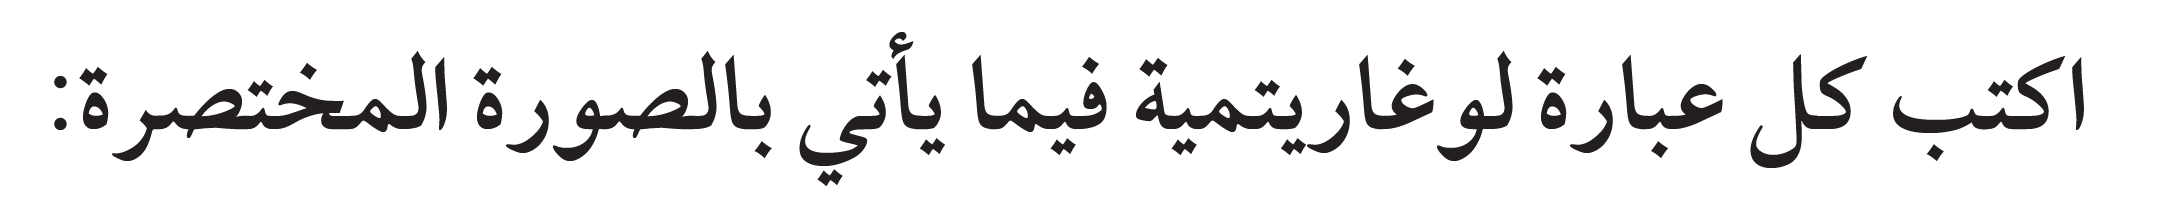 اكتب كل عبارة لوغاريتمية فيما يأتي بالصورة المختصرة: